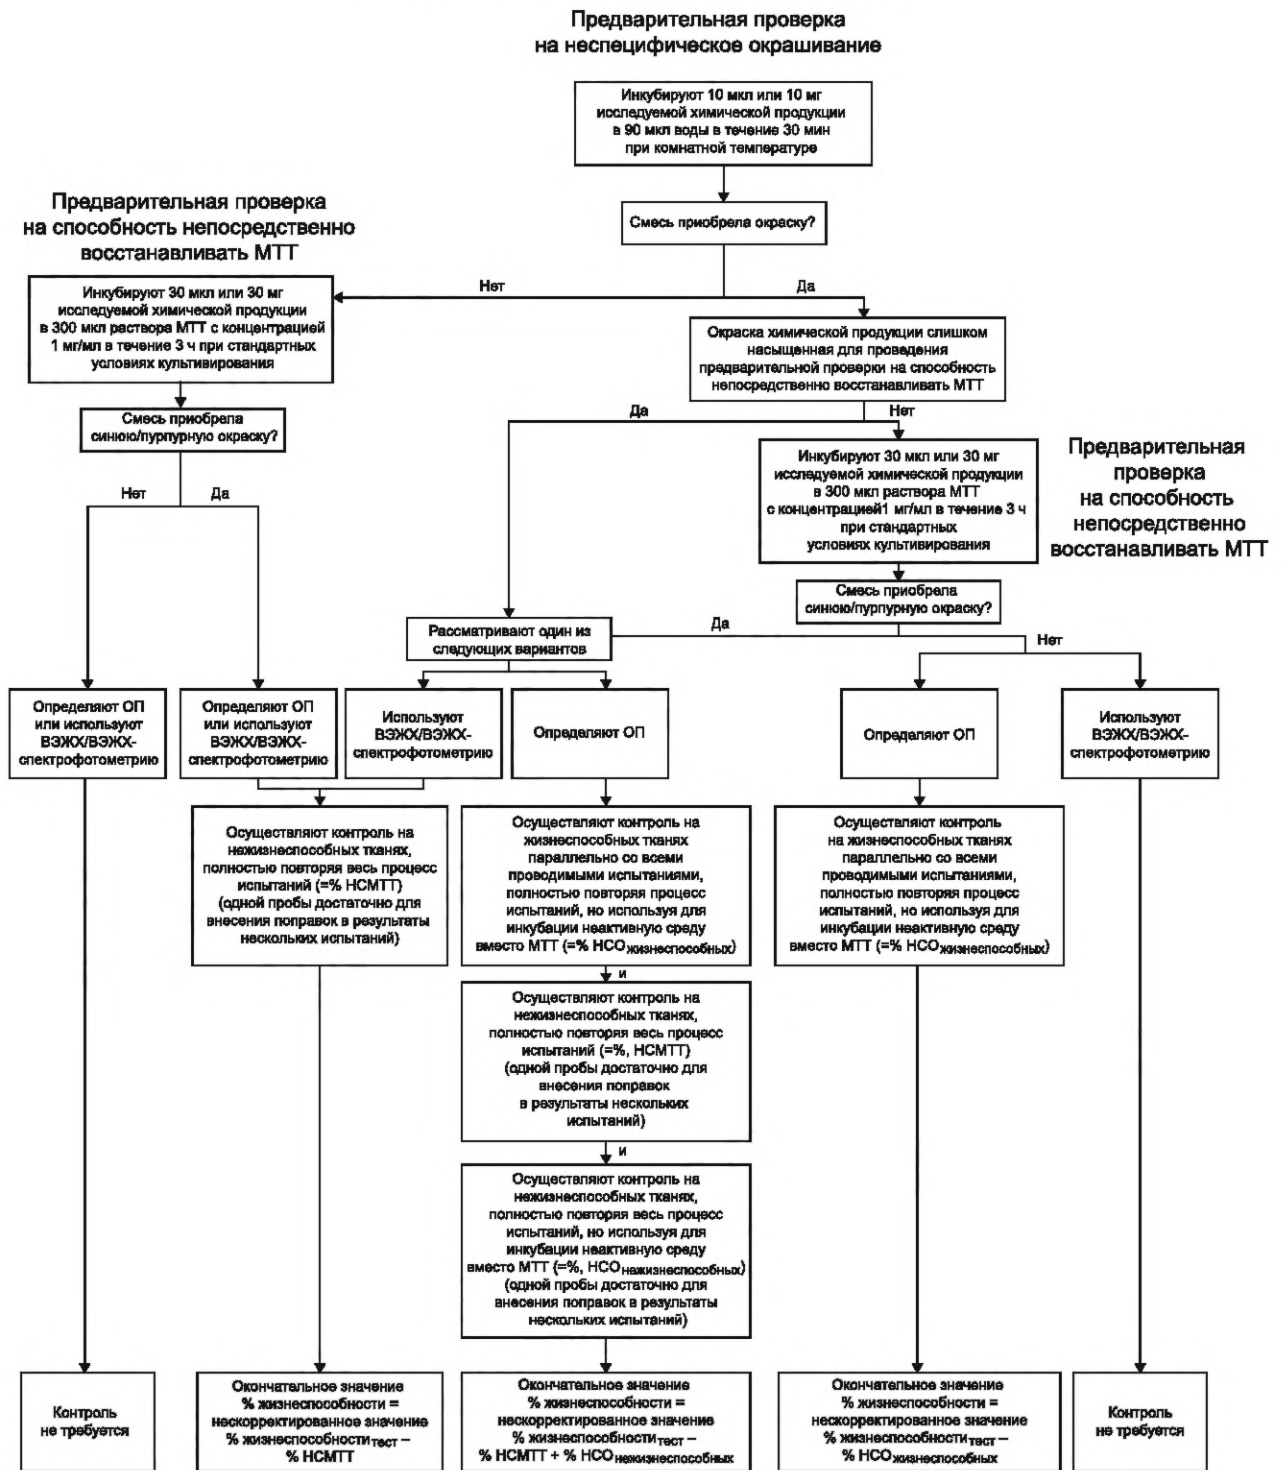 Предварительная проверка
на неспецифическое окрашивание
Инкубируют 10 мкл или 10 мг
исследуемой химической продукции
в 90 мкл воды в течение 30 мин
при комнатной температуре
Смесь приобрела окраску?
Предварительная проверка
на способность непосредственно
восстанавливать МТТ
Нет
Да
Инкубируют 30 мкл или 30 мг
исследуемой химической продукции
в 300 мкл раствора МТТ с концентрацией
1 мг/мл в течение 3 ч при стандартных
условиях культивирования
Смесь приобрела
синюю/пурпурную окраску?
Нет
Да
Окраска химической продукции слишком
насыщенная для проведения
предварительной проверки на способность
непосредственно восстанавливать МТТ
Да
Нет
Инкубируют 30 мкл или 30 мг
исследуемой химической продукции
в 300 мкл раствора МТТ
с концентрацией1 мг/мл в течение 3 ч
при стандартных
условиях культивирования
Предварительная
проверка
на способность
непосредственно
восстанавливать МТТ
Смесь приобрела
синюю/пурпурную окраску?
Да
Нет
Рассматривают один из
следующих вариантов
Определяют ОП
или используют
ВЭЖХ/ВЭЖХ-
спектрофотометрию
Определяют ОП
или используют
ВЭЖХ/ВЭЖХ-
спектрофотометрию
Используют
ВЭЖХ/ВЭЖХ-
спектрофотометрию
Определяют ОП
Определяют ОП
Используют
ВЭЖХ/ВЭЖХ-
спектрофотометрию
Осуществляют контроль на
нежизнеспособных тканях,
полностью повторяя весь процесс
испытаний (=% НСМТТ)
(одной пробы достаточно для
внесения поправок в результаты
нескольких испытаний)
Осуществляют контроль на
жизнеспособных тканях
параллельно со всеми
проводимыми испытаниями,
полностью повторяя процесс
испытаний, но используя для
инкубации неактивную среду
вместо МТТ (=% НСОжизнеспособных)
и
Осуществляют контроль на
нежизнеспособных тканях,
полностью повторяя весь процесс
испытаний (=%, НСМТТ)
(одной пробы достаточно для
внесения поправок
в результаты нескольких
испытаний)
и
Осуществляют контроль на
нежизнеспособных тканях,
полностью повторяя весь процесс
испытаний, но используя для
инкубации неактивную среду
вместо МТТ (=%, НСОнежизнеспособных)
(одной пробы достаточно для
внесения поправок в результаты
нескольких испытаний)
Осуществляют контроль
на жизнеспособных тканях
параллельно со всеми
проводимыми испытаниями,
полностью повторяя процесс
испытаний, но используя для
инкубации неактивную среду
вместо МТТ (=% НСОжизнеспособных)
Контроль
не требуется
Окончательное значение
% жизнеспособности =
нескорректированное значение
% жизнеспособноститест –
% НСМТТ
Окончательное значение
% жизнеспособности =
нескорректированное значение
% жизнеспособноститест –
% НСМТТ + % НСОнежизнеспособных
Окончательное значение
% жизнеспособности =
нескорректированное значение
% жизнеспособноститест –
% НСОжизнеспособных
Контроль
не требуется